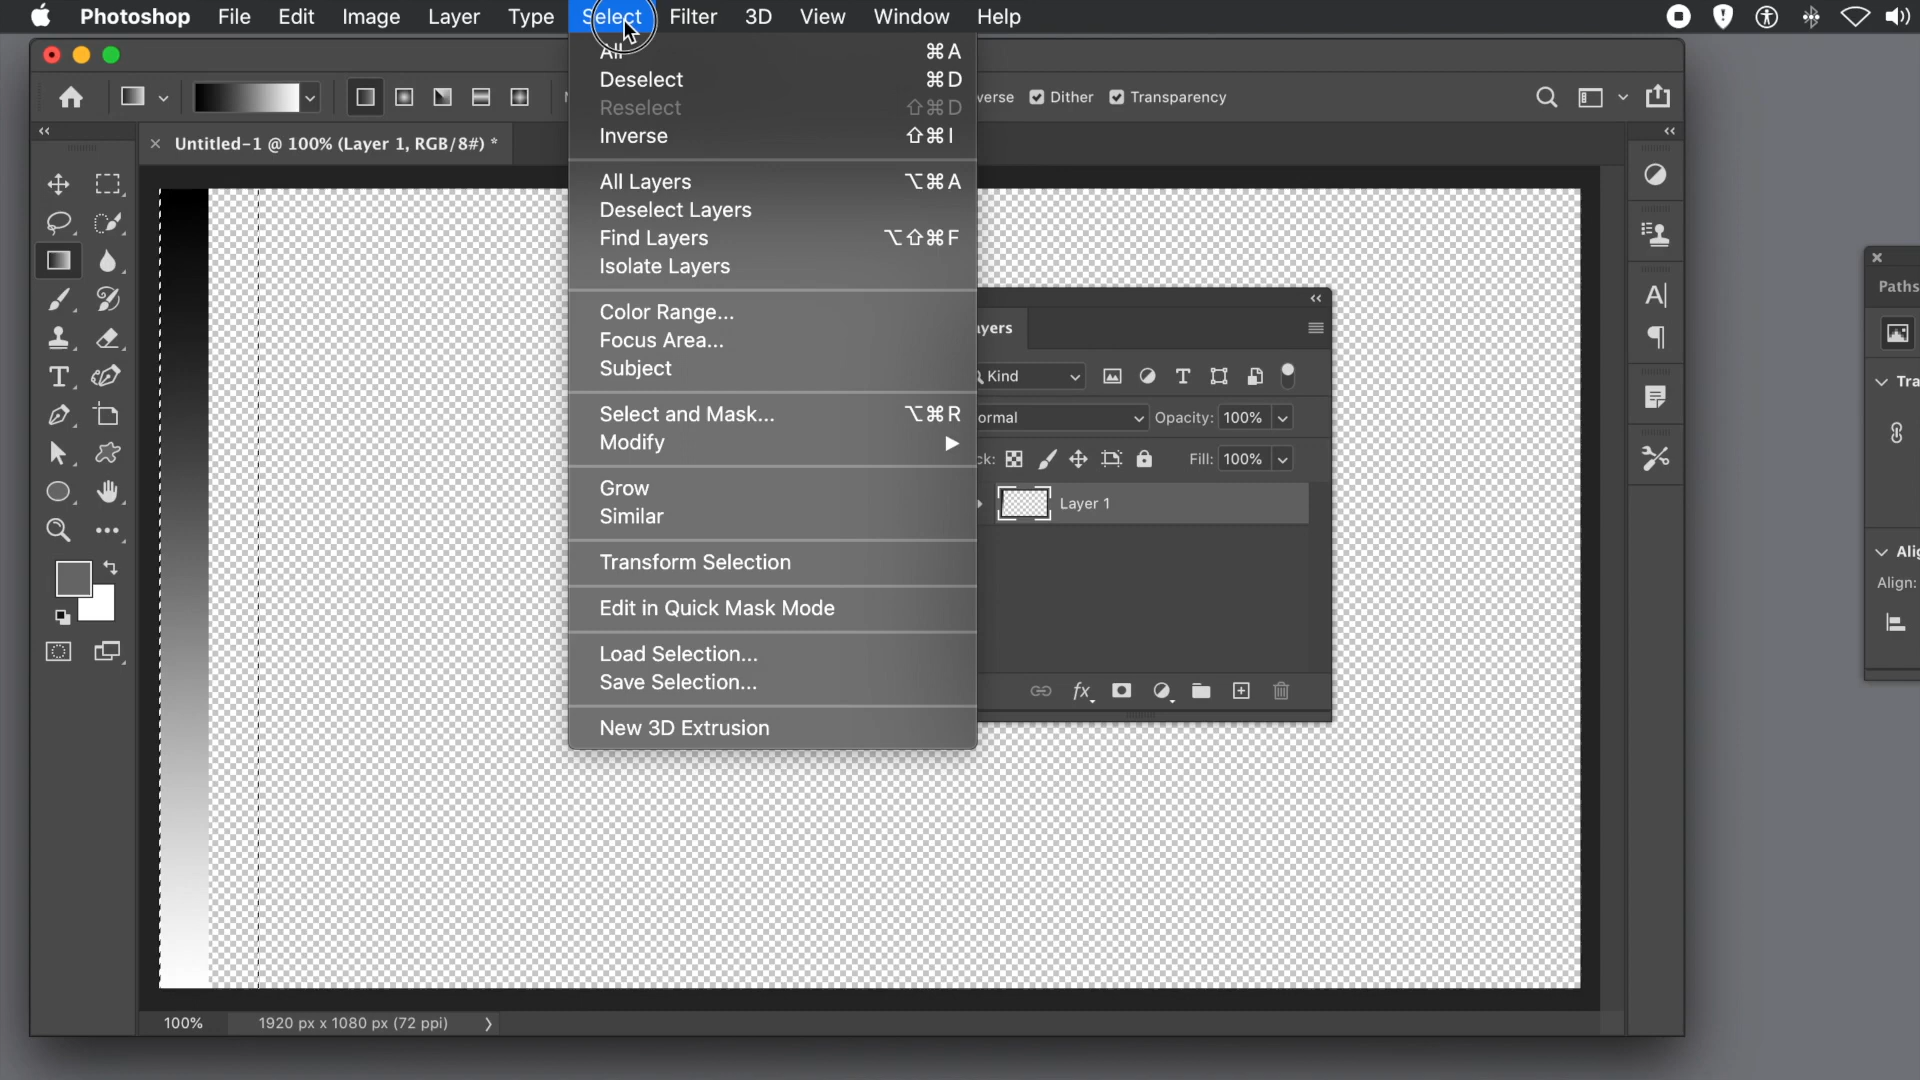 Photoshop File Edit Image Layer Type Select Filter 3D View Window Help
All ⌘A
Deselect ⌘D
Reselect ⇧⌘D
Inverse ⇧⌘I
All Layers ⌥⌘A
Deselect Layers
Find Layers ⌥⇧⌘F
Isolate Layers
Color Range...
Focus Area...
Subject
Select and Mask... ⌥⌘R
Modify
Grow
Similar
Transform Selection
Edit in Quick Mask Mode
Load Selection...
Save Selection...
New 3D Extrusion
verse Dither Transparency
Untitled-1 @ 100% (Layer 1, RGB/8#) *
yers
Kind
ormal Opacity: 100%
ck: Fill: 100%
Layer 1
Paths
Tra
Alig
Align:
100% 1920 px x 1080 px (72 ppi)